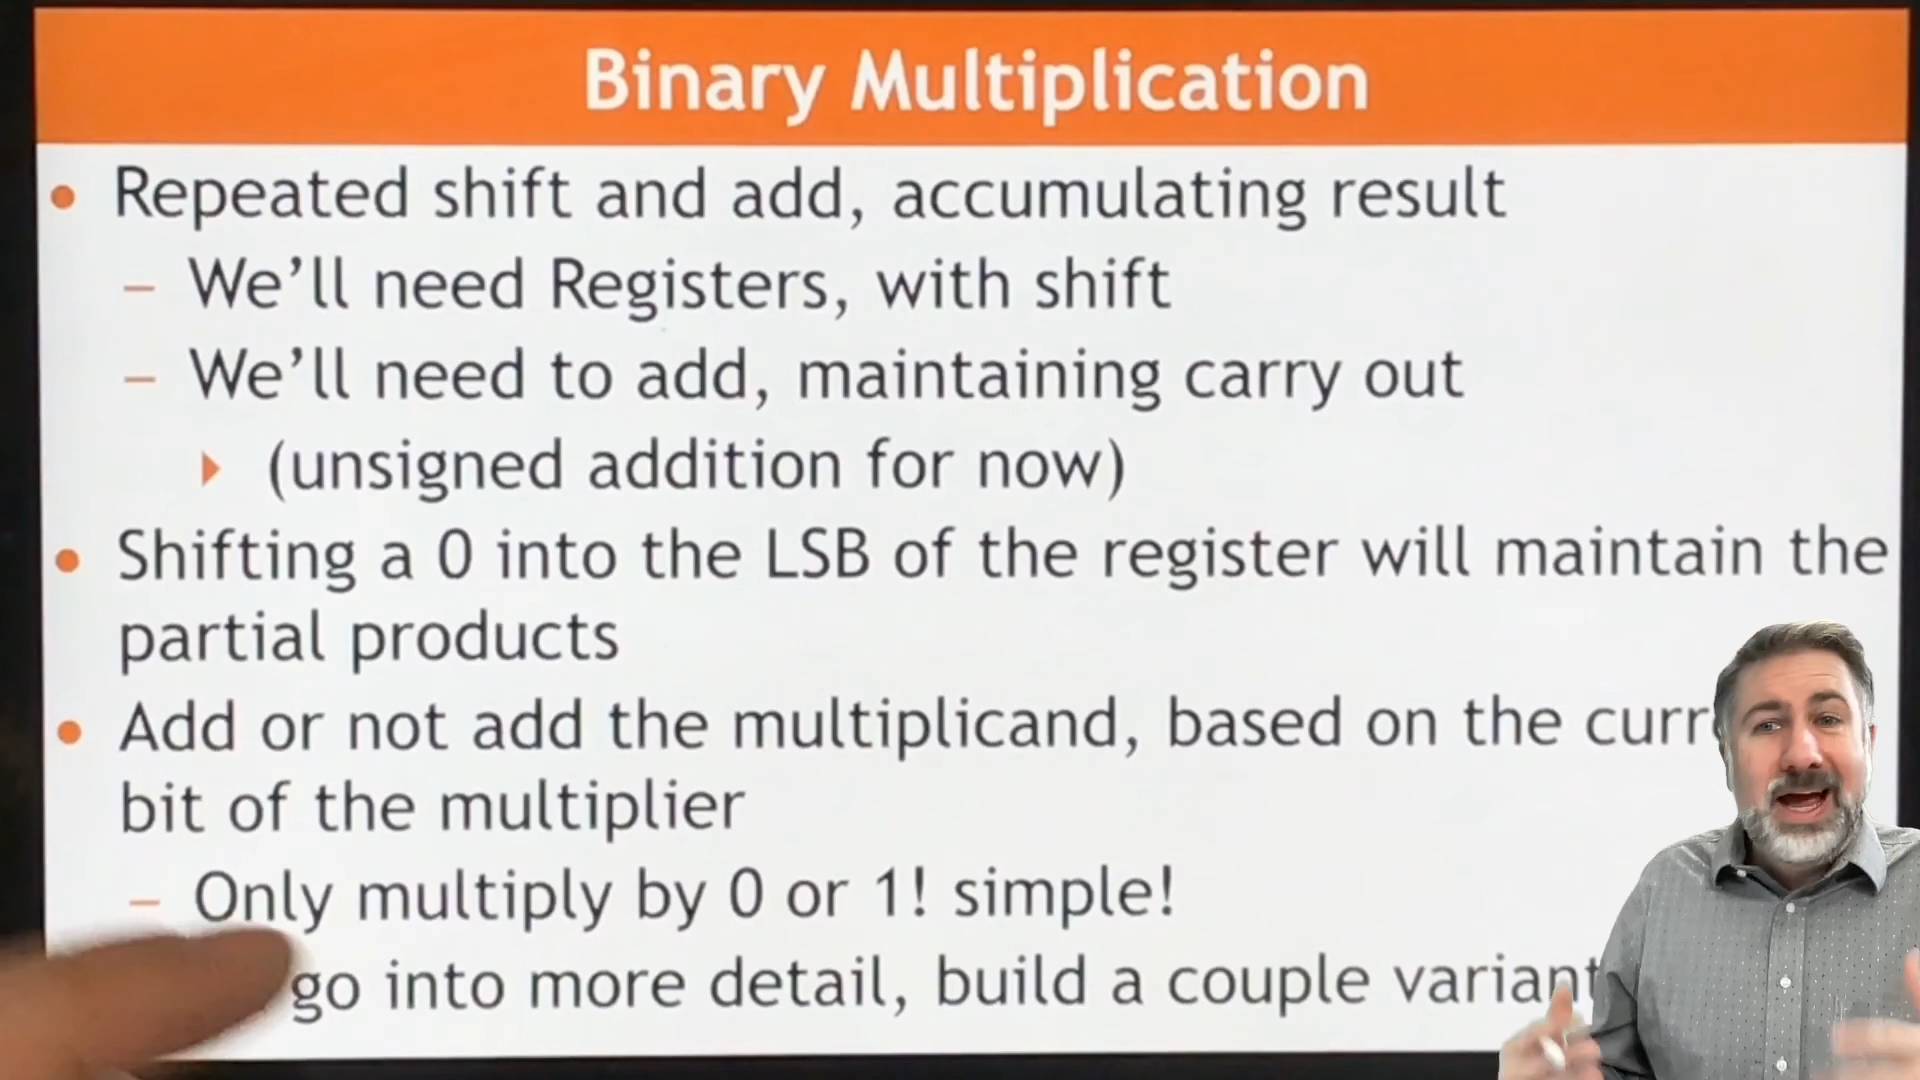 Binary Multiplication
• Repeated shift and add, accumulating result
– We’ll need Registers, with shift
– We’ll need to add, maintaining carry out
▸ (unsigned addition for now)
• Shifting a 0 into the LSB of the register will maintain the
partial products
• Add or not add the multiplicand, based on the
bit of the multiplier
– Only multiply by 0 or 1! simple!
go into more detail, build a couple